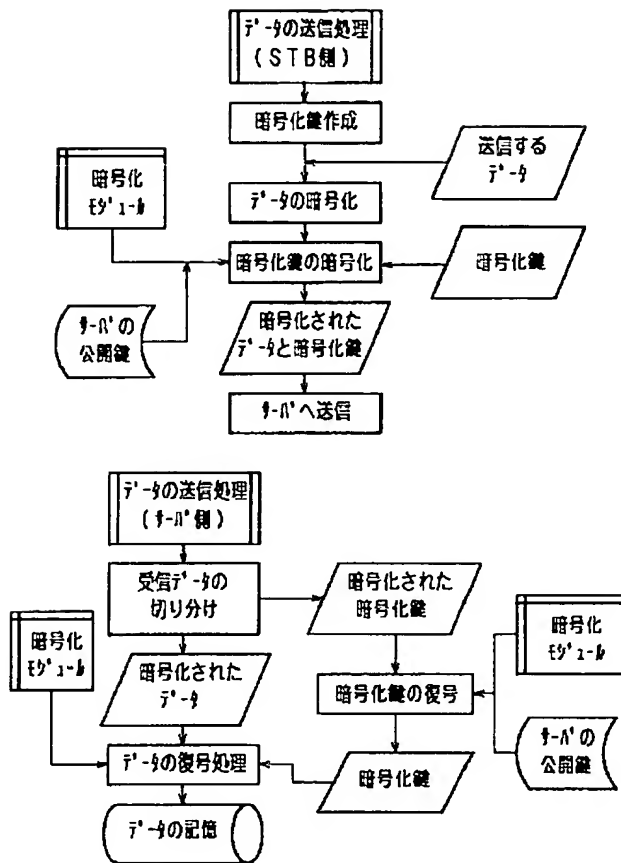 ﾃﾞｰﾀの送信処理
(STB側)
暗号化鍵作成
送信する
ﾃﾞｰﾀ
暗号化
ﾓｼﾞｭｰﾙ
ﾃﾞｰﾀの暗号化
暗号化鍵の暗号化
暗号化鍵
ｻｰﾊﾞの
公開鍵
暗号化された
ﾃﾞｰﾀと暗号化鍵
ｻｰﾊﾞへ送信
ﾃﾞｰﾀの送信処理
(ｻｰﾊﾞ側)
受信ﾃﾞｰﾀの
切り分け
暗号化された
暗号化鍵
暗号化
ﾓｼﾞｭｰﾙ
暗号化
ﾓｼﾞｭｰﾙ
暗号化された
ﾃﾞｰﾀ
暗号化鍵の復号
ｻｰﾊﾞの
公開鍵
ﾃﾞｰﾀの復号処理
暗号化鍵
ﾃﾞｰﾀの記憶